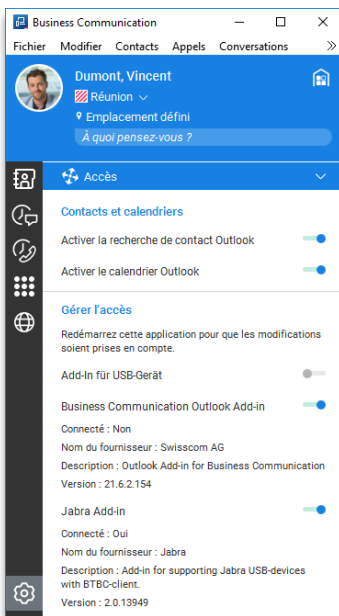 Business Communication
Fichier Modifier Contacts Appels Conversations
Dumont, Vincent
Réunion
Emplacement défini
À quoi pensez-vous ?
Accès
Contacts et calendriers
Activer la recherche de contact Outlook
Activer le calendrier Outlook
Gérer l'accès
Redémarrez cette application pour que les modifications
soient prises en compte.
Add-In für USB-Gerät
Business Communication Outlook Add-in
Connecté : Non
Nom du fournisseur : Swisscom AG
Description : Outlook Add-in for Business Communication
Version : 21.6.2.154
Jabra Add-in
Connecté : Oui
Nom du fournisseur : Jabra
Description : Add-in for supporting Jabra USB-devices
with BTBC-client.
Version : 2.0.13949